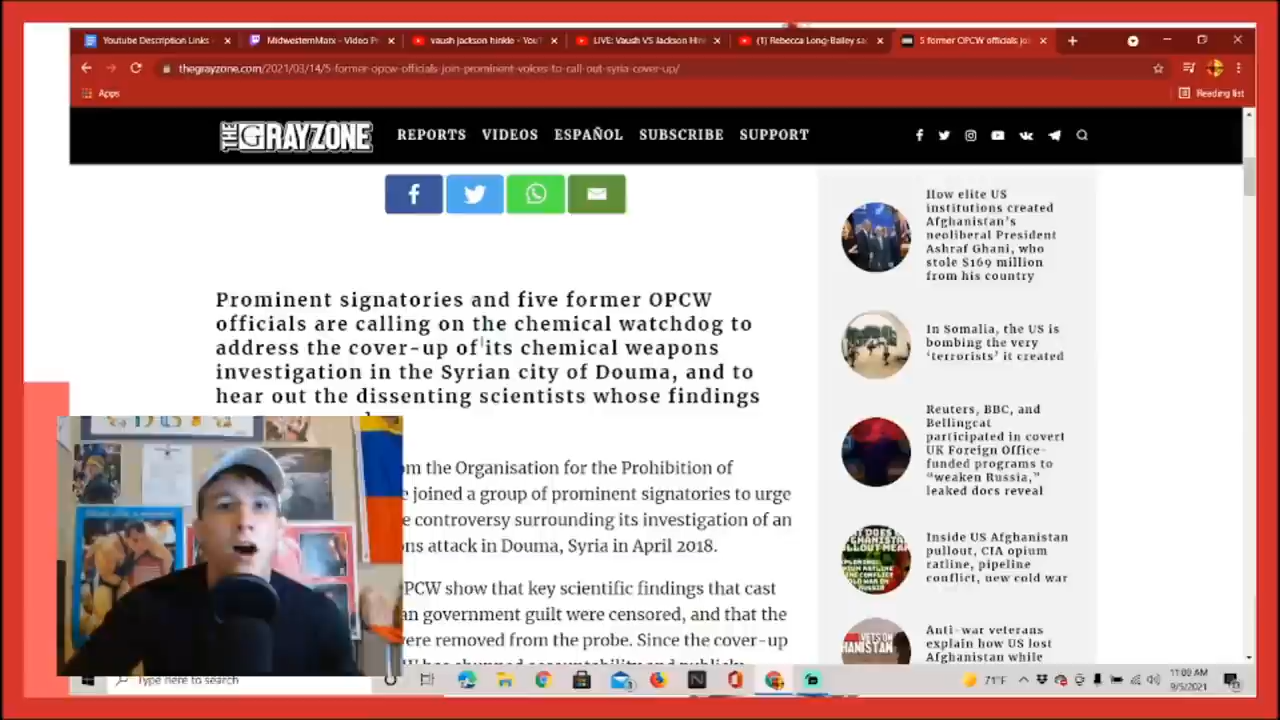 Youtube Description Links -
MidwesternMarx - Video Pr
vaush jackson hinkle - You
LIVE: Vaush VS Jackson Hin
(1) Rebecca Long-Bailey sa
5 former OPCW officials joi
thegrayzone.com/2021/03/14/5-former-opcw-officials-join-prominent-voices-to-call-out-syria-cover-up/
Apps
Reading list
THE GRAYZONE
REPORTS VIDEOS ESPAÑOL SUBSCRIBE SUPPORT
Prominent signatories and five former OPCW
officials are calling on the chemical watchdog to
address the cover-up of its chemical weapons
investigation in the Syrian city of Douma, and to
hear out the dissenting scientists whose findings
om the Organisation for the Prohibition of
e joined a group of prominent signatories to urge
e controversy surrounding its investigation of an
ons attack in Douma, Syria in April 2018.
PCW show that key scientific findings that cast
an government guilt were censored, and that the
ere removed from the probe. Since the cover-up
How elite US
institutions created
Afghanistan's
neoliberal President
Ashraf Ghani, who
stole $169 million
from his country
In Somalia, the US is
bombing the very
'terrorists' it created
Reuters, BBC, and
Bellingcat
participated in covert
UK Foreign Office-
funded programs to
"weaken Russia,"
leaked docs reveal
Inside US Afghanistan
pullout, CIA opium
ratline, pipeline
conflict, new cold war
Anti-war veterans
explain how US lost
Afghanistan while
Type here to search
71°F
11:09 AM
9/5/2021